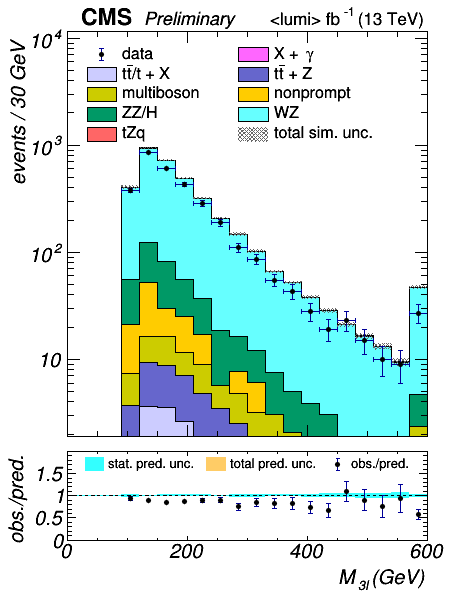 CMS Preliminary <lumi> fb⁻¹ (13 TeV)
10⁴
data X + γ
tt̄/t + X tt̄ + Z
multiboson nonprompt
ZZ/H WZ
tZq total sim. unc.
events / 30 GeV
10³
10²
10
stat. pred. unc. total pred. unc. obs./pred.
obs./pred.
1.5
1
0.5
0
0 200 400 600
M₃ₗ (GeV)